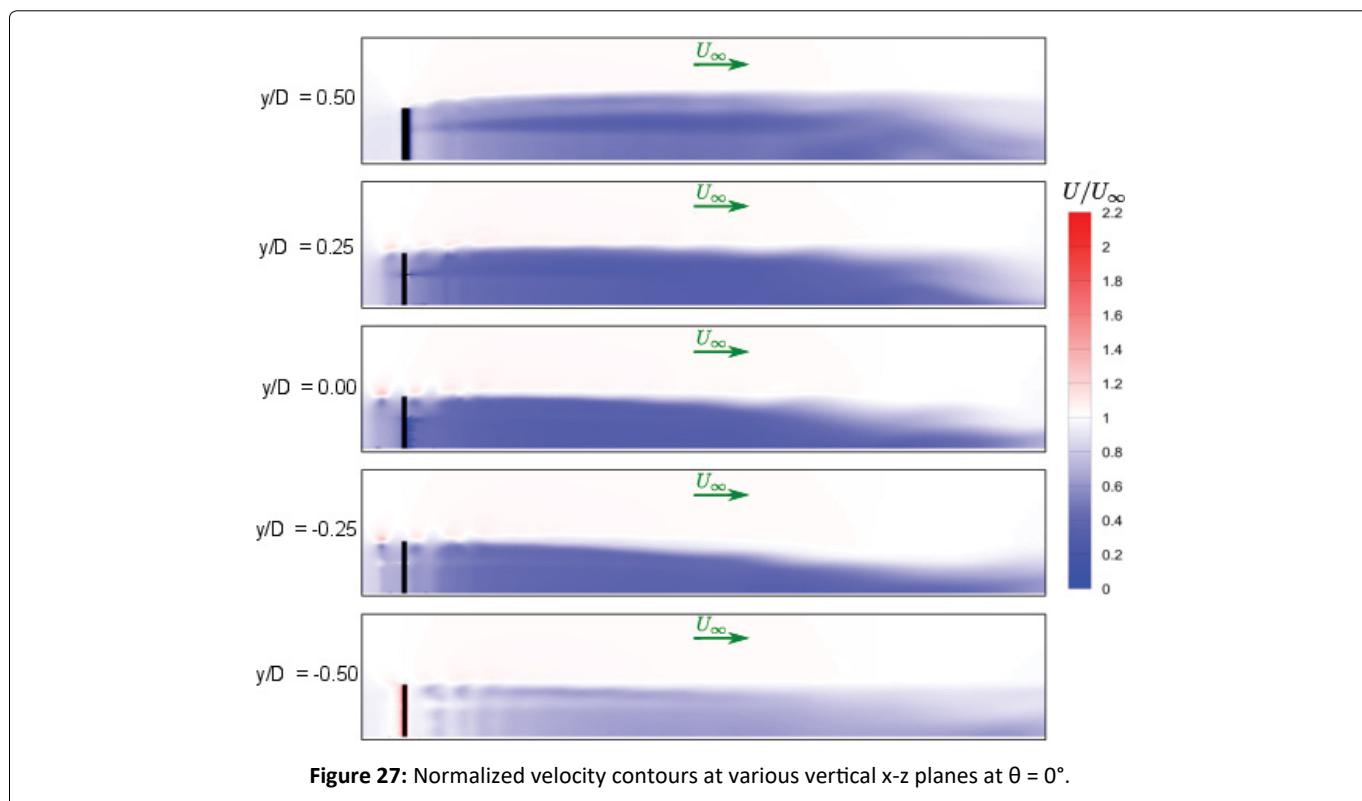 U∞
y/D = 0.50
U∞
y/D = 0.25
U/U∞
2.2
2
1.8
1.6
1.4
1.2
1
0.8
0.6
0.4
0.2
0
U∞
y/D = 0.00
U∞
y/D = -0.25
U∞
y/D = -0.50
Figure 27: Normalized velocity contours at various vertical x-z planes at θ = 0°.